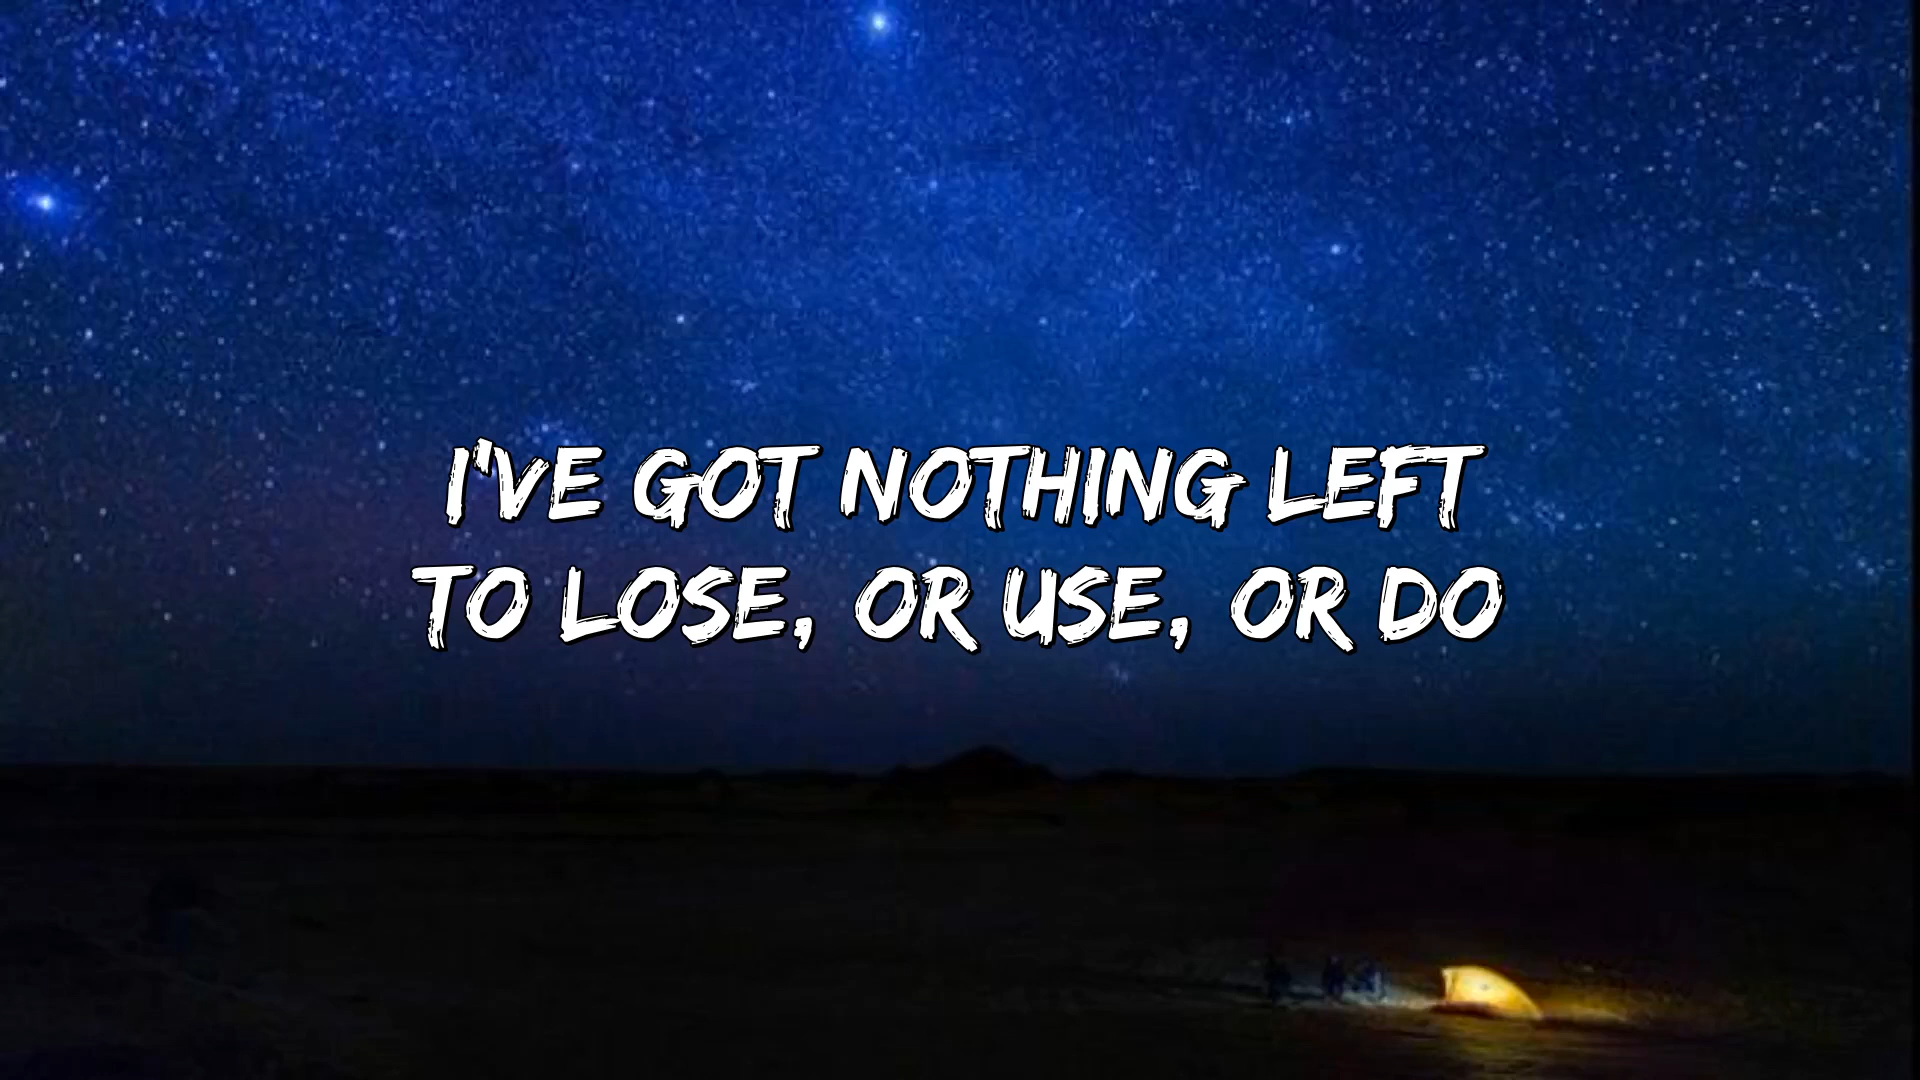 I'VE GOT NOTHING LEFT
TO LOSE, OR USE, OR DO